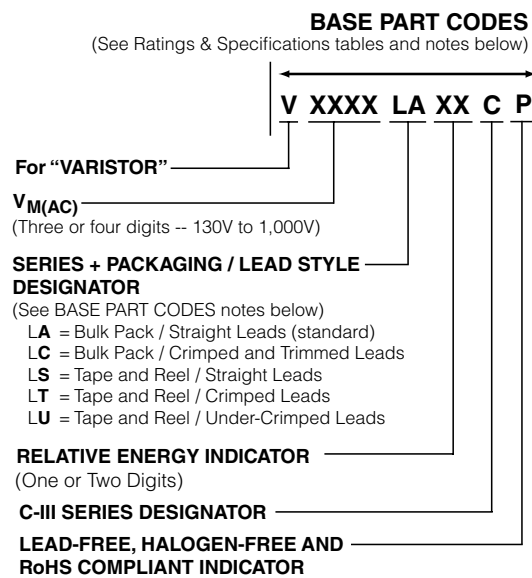 BASE PART CODES
(See Ratings & Specifications tables and notes below)
V XXXX LA XX C P
For “VARISTOR”
VM(AC)
(Three or four digits -- 130V to 1,000V)
SERIES + PACKAGING / LEAD STYLE
DESIGNATOR
(See BASE PART CODES notes below)
LA = Bulk Pack / Straight Leads (standard)
LC = Bulk Pack / Crimped and Trimmed Leads
LS = Tape and Reel / Straight Leads
LT = Tape and Reel / Crimped Leads
LU = Tape and Reel / Under-Crimped Leads
RELATIVE ENERGY INDICATOR
(One or Two Digits)
C-III SERIES DESIGNATOR
LEAD-FREE, HALOGEN-FREE AND
RoHS COMPLIANT INDICATOR